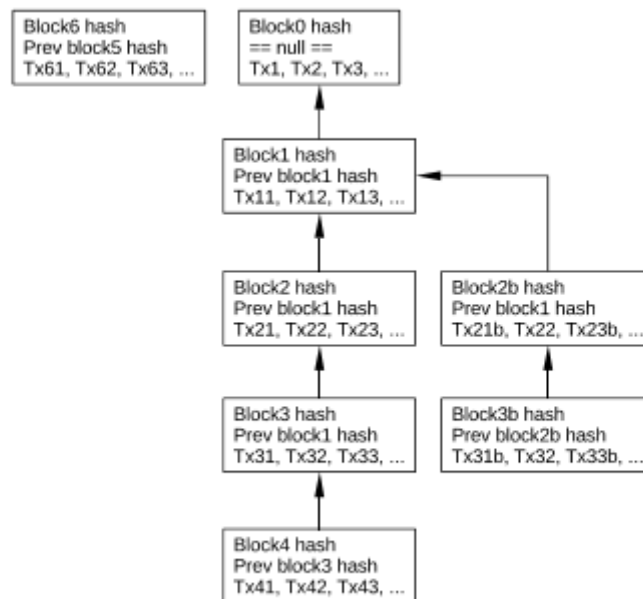 Block6 hash
Prev block5 hash
Tx61, Tx62, Tx63, ...
Block0 hash
== null ==
Tx1, Tx2, Tx3, ...
Block1 hash
Prev block1 hash
Tx11, Tx12, Tx13, ...
Block2 hash
Prev block1 hash
Tx21, Tx22, Tx23, ...
Block2b hash
Prev block1 hash
Tx21b, Tx22, Tx23b, ...
Block3 hash
Prev block1 hash
Tx31, Tx32, Tx33, ...
Block3b hash
Prev block2b hash
Tx31b, Tx32, Tx33b, ...
Block4 hash
Prev block3 hash
Tx41, Tx42, Tx43, ...